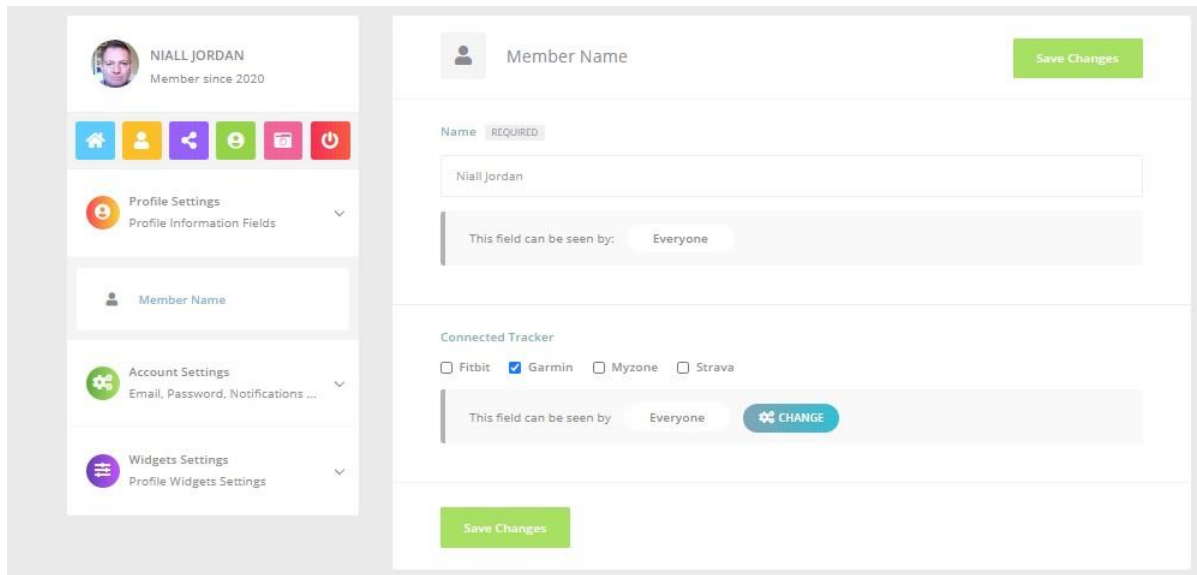 NIALL JORDAN
Member since 2020
Profile Settings
Profile Information Fields
Member Name
Account Settings
Email, Password, Notifications ...
Widgets Settings
Profile Widgets Settings
Member Name
Save Changes
Name REQUIRED
Niall Jordan
This field can be seen by: Everyone
Connected Tracker
Fitbit Garmin Myzone Strava
This field can be seen by Everyone CHANGE
Save Changes